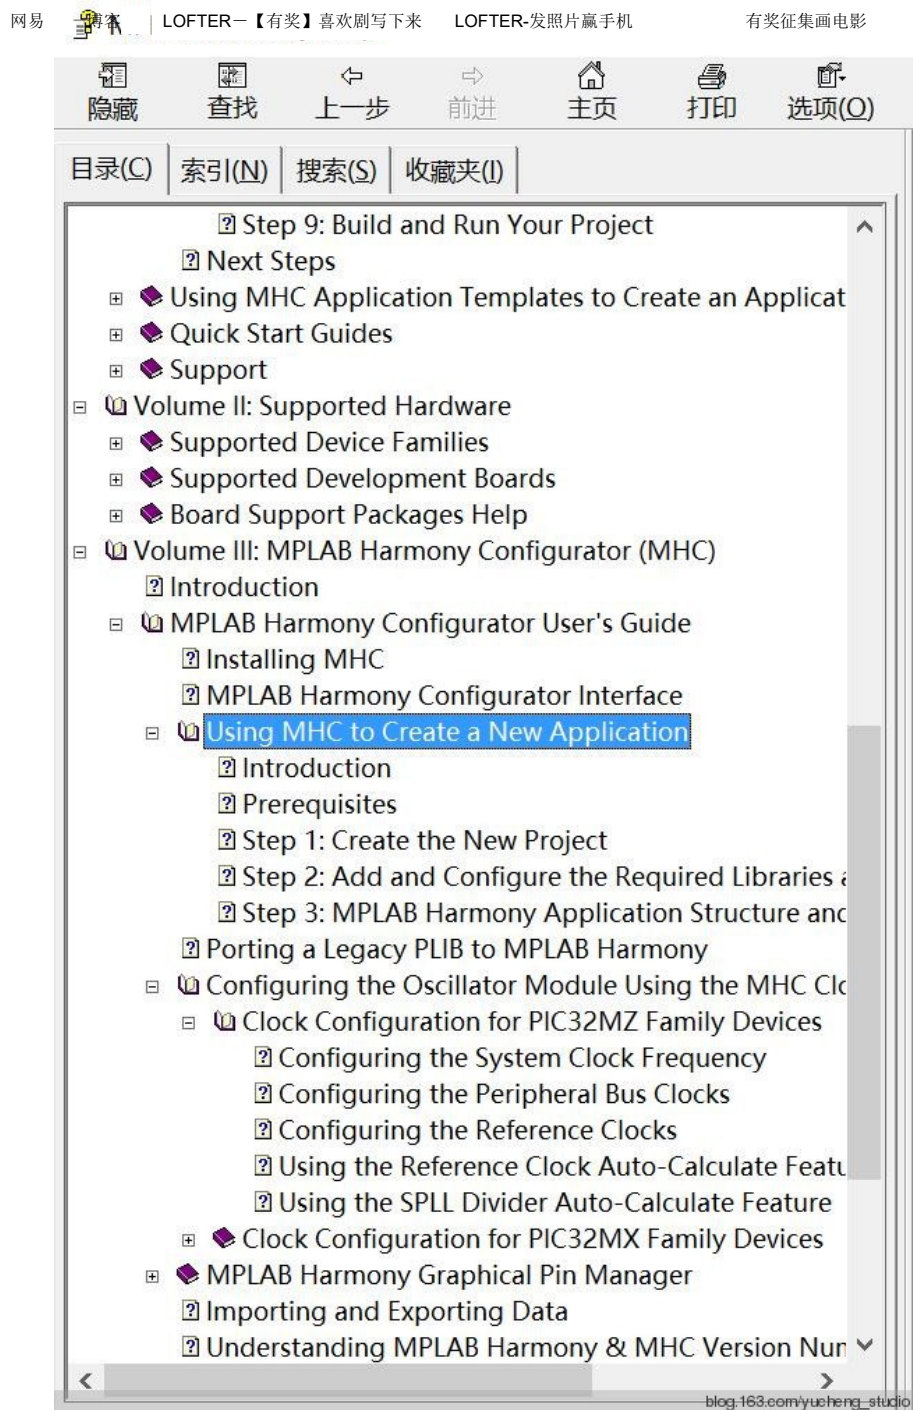 网易 博客 LOFTER－【有奖】喜欢剧写下来 LOFTER-发照片赢手机 有奖征集画电影
隐藏 查找 上一步 前进 主页 打印 选项(O)
目录(C) 索引(N) 搜索(S) 收藏夹(I)
Step 9: Build and Run Your Project
Next Steps
Using MHC Application Templates to Create an Applicat
Quick Start Guides
Support
Volume II: Supported Hardware
Supported Device Families
Supported Development Boards
Board Support Packages Help
Volume III: MPLAB Harmony Configurator (MHC)
Introduction
MPLAB Harmony Configurator User's Guide
Installing MHC
MPLAB Harmony Configurator Interface
Using MHC to Create a New Application
Introduction
Prerequisites
Step 1: Create the New Project
Step 2: Add and Configure the Required Libraries
Step 3: MPLAB Harmony Application Structure and
Porting a Legacy PLIB to MPLAB Harmony
Configuring the Oscillator Module Using the MHC Clo
Clock Configuration for PIC32MZ Family Devices
Configuring the System Clock Frequency
Configuring the Peripheral Bus Clocks
Configuring the Reference Clocks
Using the Reference Clock Auto-Calculate Featu
Using the SPLL Divider Auto-Calculate Feature
Clock Configuration for PIC32MX Family Devices
MPLAB Harmony Graphical Pin Manager
Importing and Exporting Data
Understanding MPLAB Harmony & MHC Version Num
blog.163.com/yucheng_studio